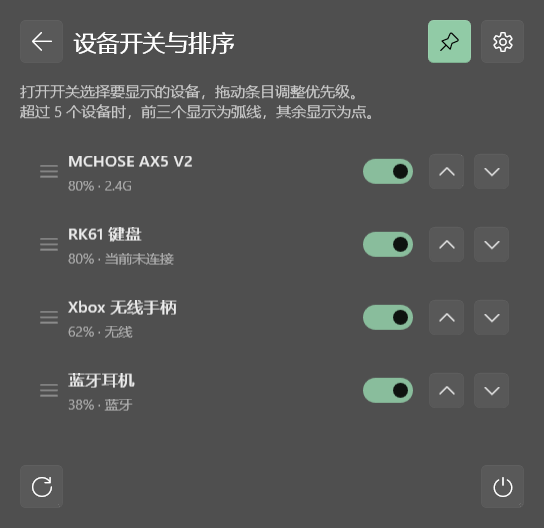 设备开关与排序
打开开关选择要显示的设备，拖动条目调整优先级。
超过 5 个设备时，前三个显示为弧线，其余显示为点。
MCHOSE AX5 V2
80% · 2.4G
RK61 键盘
80% · 当前未连接
Xbox 无线手柄
62% · 无线
蓝牙耳机
38% · 蓝牙